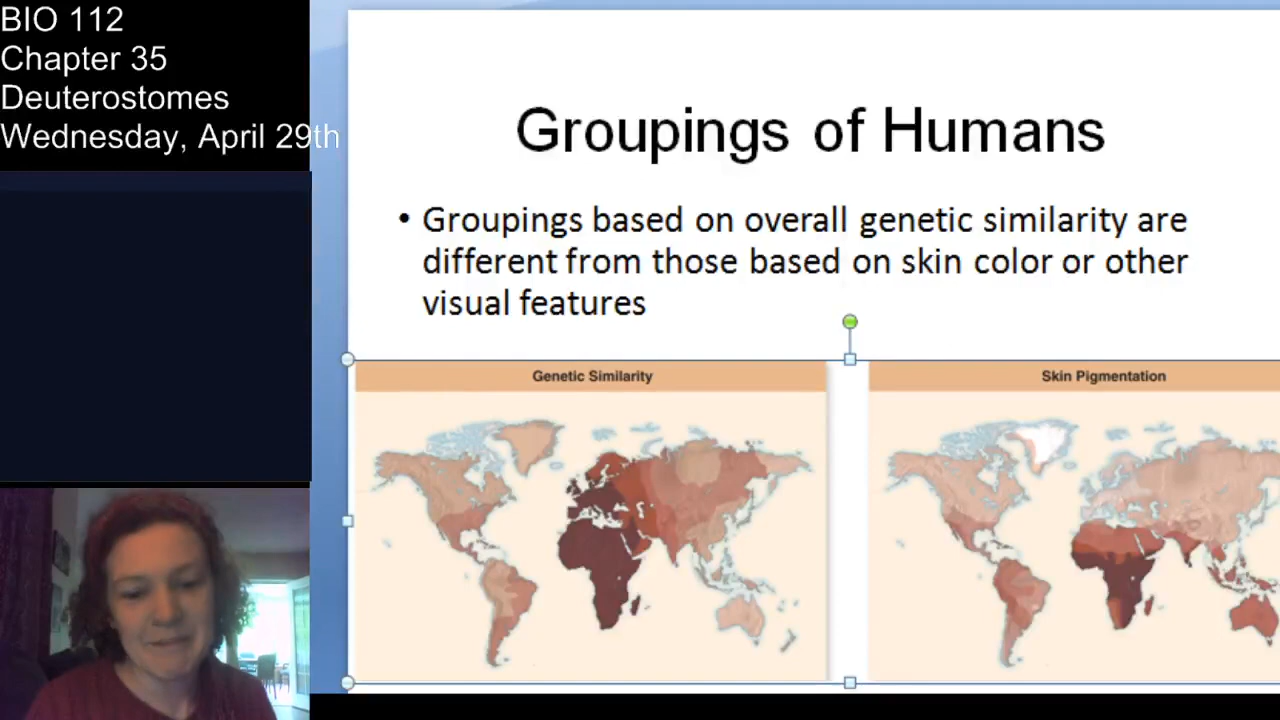 BIO 112
Chapter 35
Deuterostomes
Wednesday, April 29th
Groupings of Humans
• Groupings based on overall genetic similarity are
different from those based on skin color or other
visual features
Genetic Similarity
Skin Pigmentation